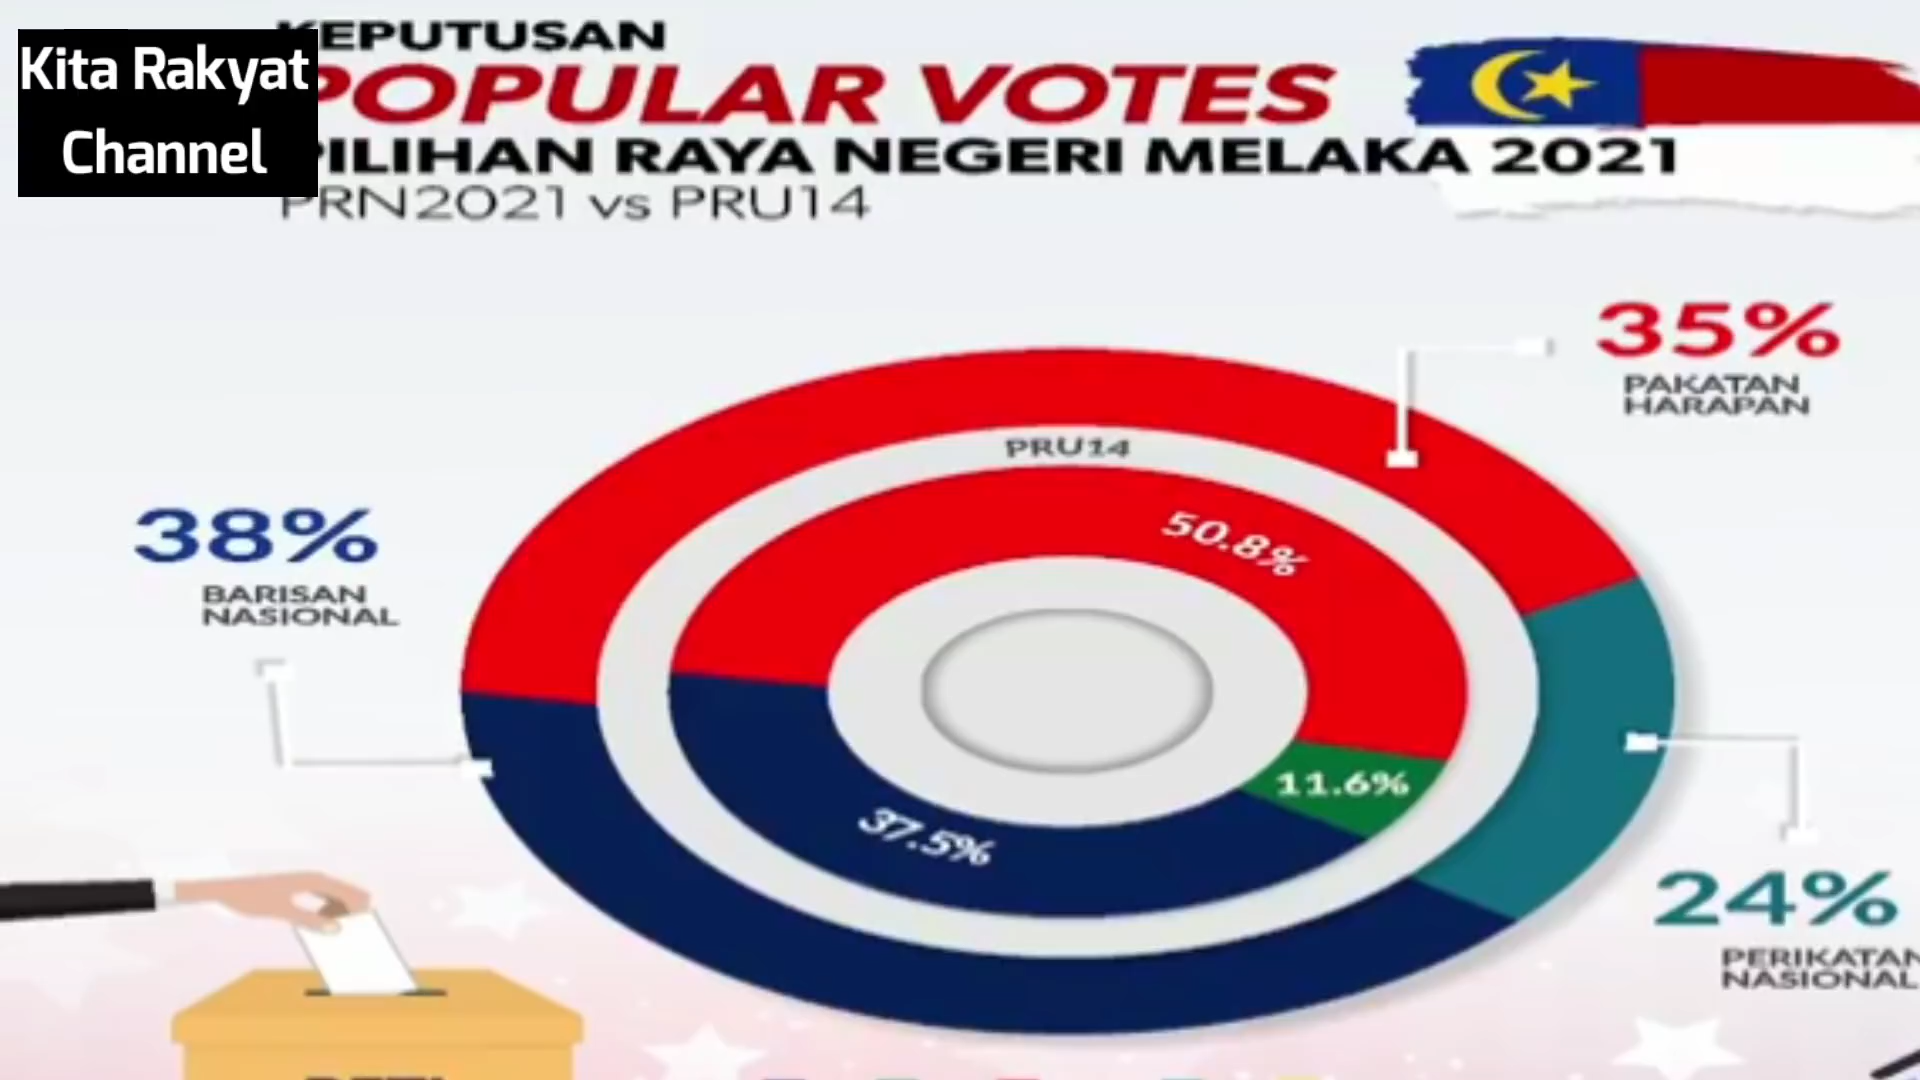 Kita Rakyat
Channel
KEPUTUSAN
POPULAR VOTES
PILIHAN RAYA NEGERI MELAKA 2021
PRN2021 vs PRU14
35%
PAKATAN
HARAPAN
PRU14
50.8%
38%
BARISAN
NASIONAL
11.6%
37.5%
24%
PERIKATAN
NASIONAL